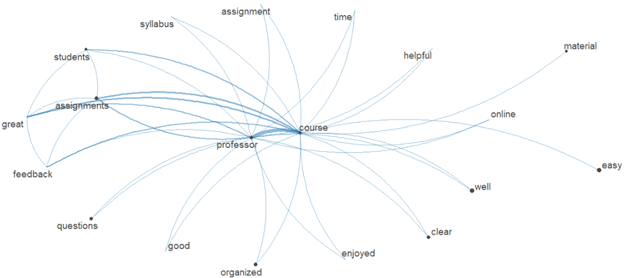 assignment
time
syllabus
material
students
helpful
assignments
online
great
course
professor
easy
feedback
well
questions
clear
good
enjoyed
organized